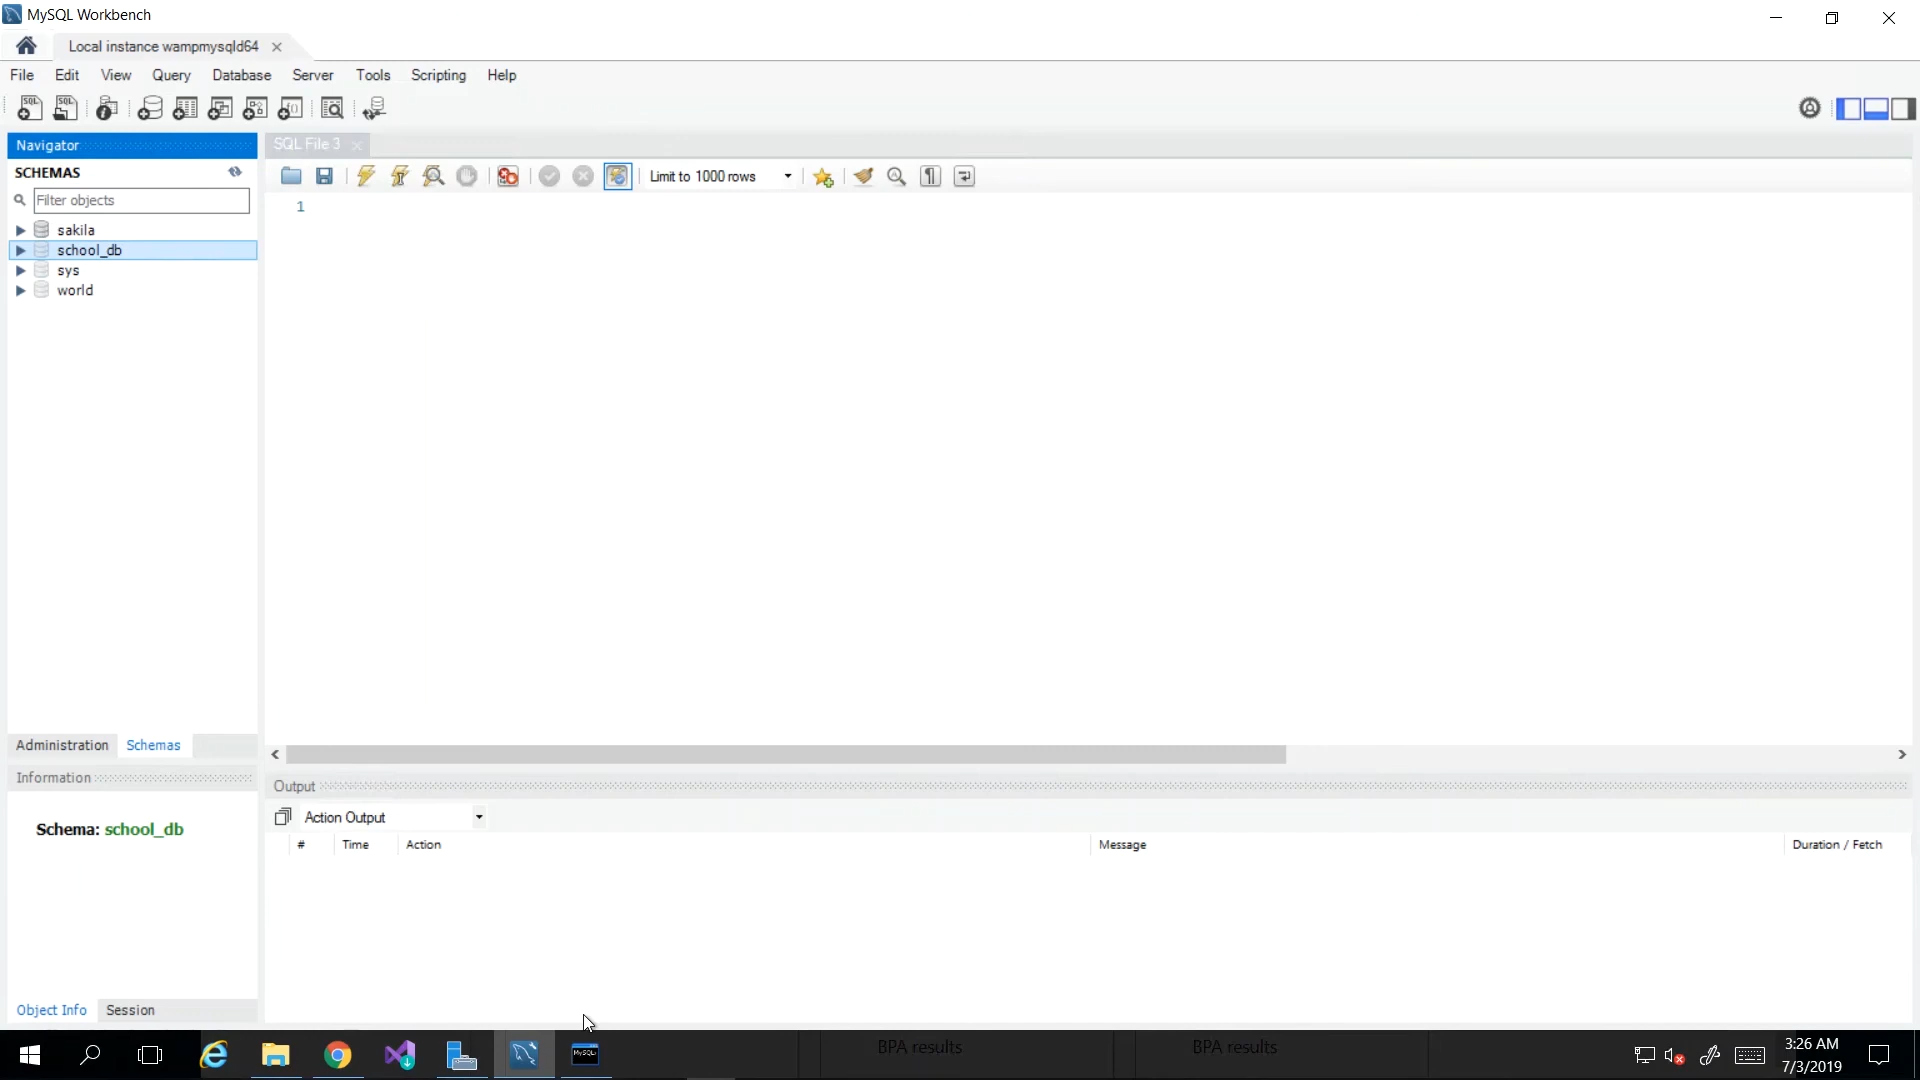 MySQL Workbench
Local instance wampmysqld64
File Edit View Query Database Server Tools Scripting Help
Navigator
SQL File 3
SCHEMAS
Limit to 1000 rows
Filter objects
1
sakila
school_db
sys
world
Administration Schemas
Information
Output
Action Output
Schema: school_db
# Time Action Message Duration / Fetch
Object Info Session
BPA results BPA results
3:26 AM
7/3/2019